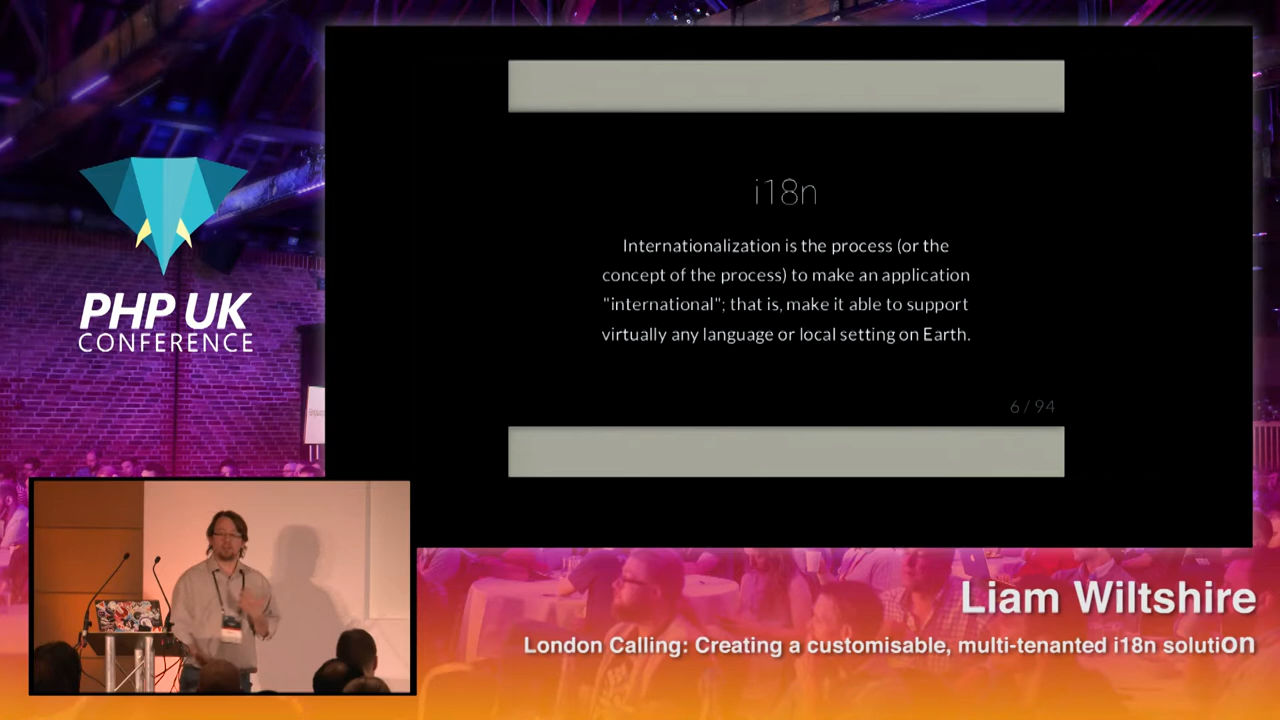 PHP UK
CONFERENCE
i18n
Internationalization is the process (or the
concept of the process) to make an application
"international"; that is, make it able to support
virtually any language or local setting on Earth.
6 / 94
Liam Wiltshire
London Calling: Creating a customisable, multi-tenanted i18n solution